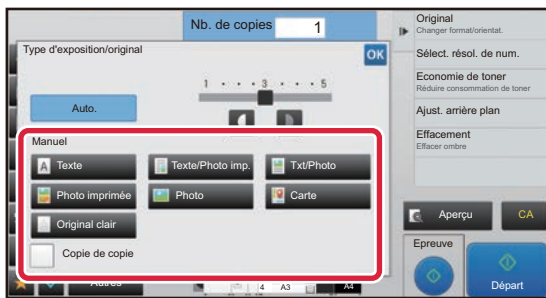 Nb. de copies 1
Type d'exposition/original
OK
1 3 5
Auto.
Manuel
A Texte
Texte/Photo imp.
Txt/Photo
Photo imprimée
Photo
Carte
Original clair
Copie de copie
Autres
4 A3
A4
Original
Changer format/orientat.
Sélect. résol. de num.
Economie de toner
Réduire consommation de toner
Ajust. arrière plan
Effacement
Effacer ombre
Aperçu
CA
Epreuve
Départ